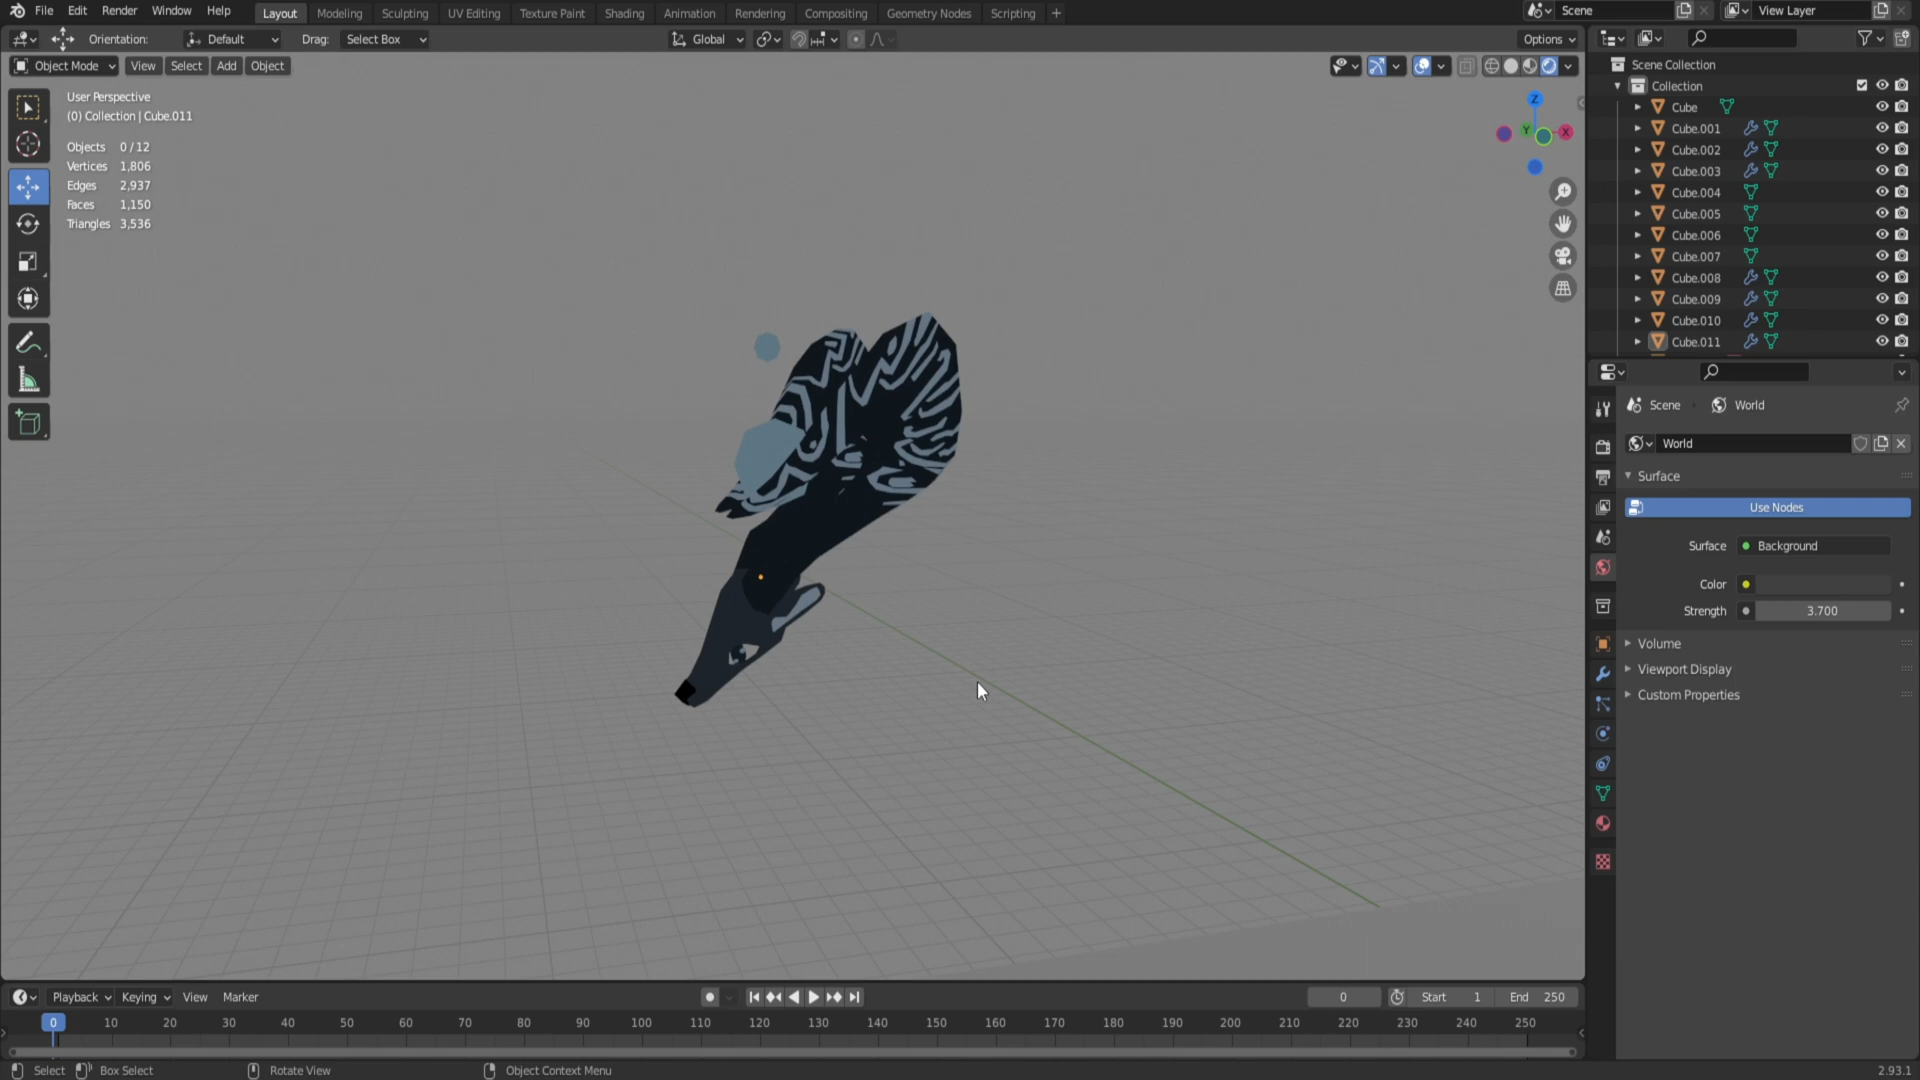 File Edit Render Window Help Layout Modeling Sculpting UV Editing Texture Paint Shading Animation Rendering Compositing Geometry Nodes Scripting + Scene View Layer
Orientation: Default Drag: Select Box Global Options
Object Mode View Select Add Object
User Perspective
(0) Collection | Cube.011
Objects 0 / 12
Vertices 1,806
Edges 2,937
Faces 1,150
Triangles 3,536
Z
Y
X
Scene Collection
Collection
Cube
Cube.001
Cube.002
Cube.003
Cube.004
Cube.005
Cube.006
Cube.007
Cube.008
Cube.009
Cube.010
Cube.011
Scene World
World
Surface
Use Nodes
Surface Background
Color
Strength 3.700
Volume
Viewport Display
Custom Properties
Playback Keying View Marker 0 Start 1 End 250
0 10 20 30 40 50 60 70 80 90 100 110 120 130 140 150 160 170 180 190 200 210 220 230 240 250
Select Box Select Rotate View Object Context Menu 2.93.1